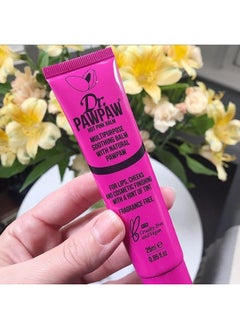 Dr.
PAWPAW
HOT PINK BALM
MULTIPURPOSE
SOOTHING BALM
WITH NATURAL
PAWPAW
FOR LIPS, CHEEKS
AND COSMETIC FINISHING
WITH A HINT OF TINT
FRAGRANCE FREE
25ml